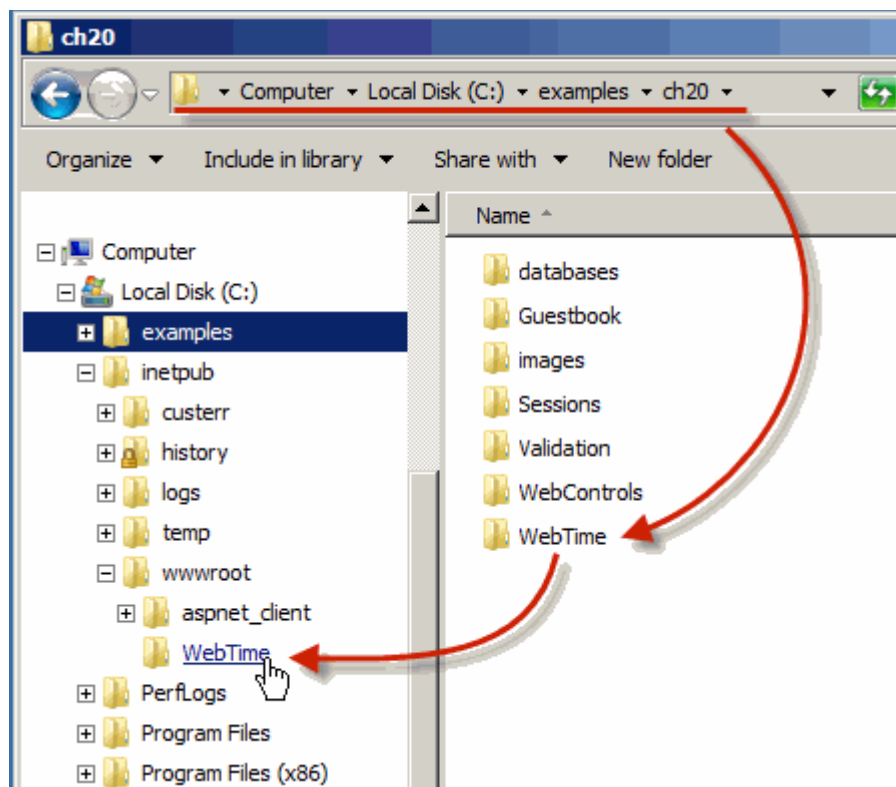 ch20
Computer Local Disk (C:) examples ch20
Organize Include in library Share with New folder
Name
Computer
Local Disk (C:)
examples
inetpub
custerr
history
logs
temp
wwwroot
aspnet_client
WebTime
PerfLogs
Program Files
Program Files (x86)
databases
Guestbook
images
Sessions
Validation
WebControls
WebTime